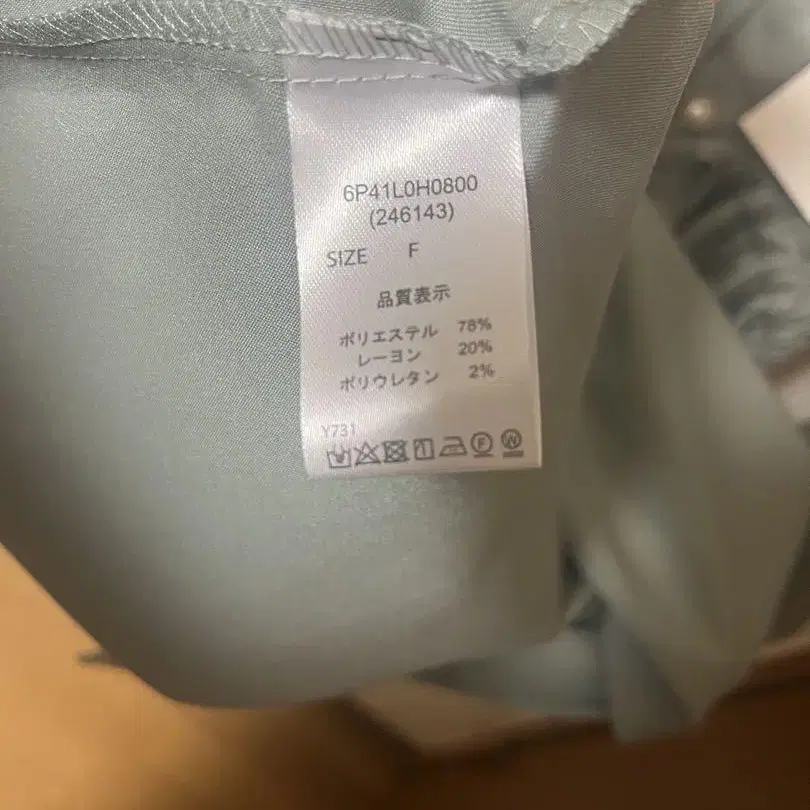 6P41L0H0800
(246143)
SIZE F
品質表示
ポリエステル 78%
レーヨン 20%
ポリウレタン 2%
Y731
F W